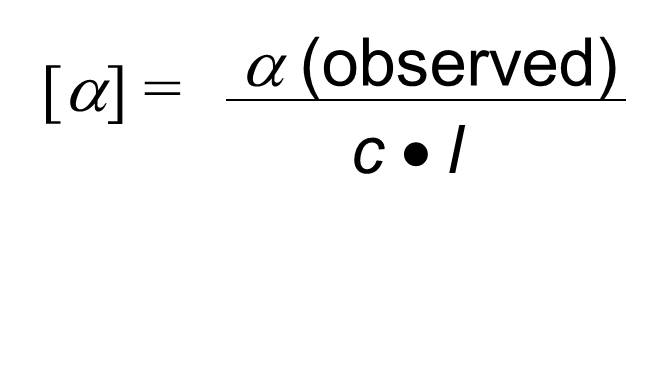 [α] = α (observed)
c • l